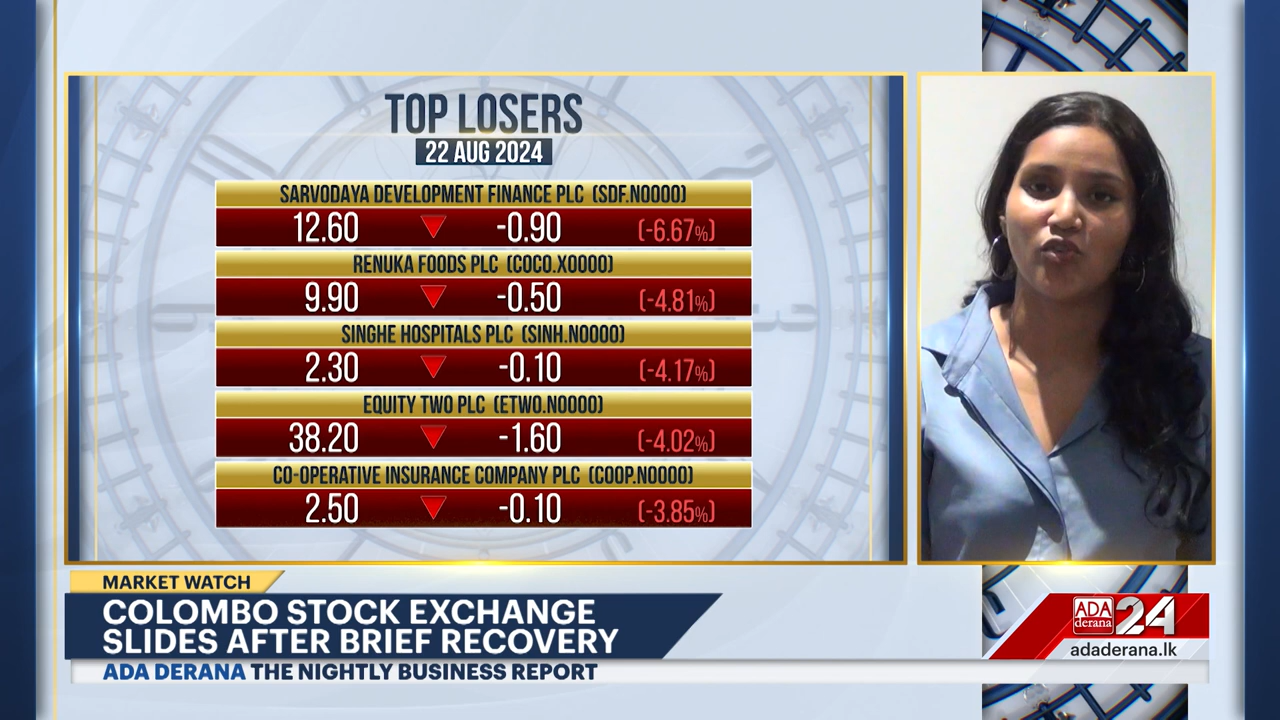 TOP LOSERS
22 AUG 2024
SARVODAYA DEVELOPMENT FINANCE PLC (SDF.N0000)
12.60 -0.90 (-6.67%)
RENUKA FOODS PLC (COCO.X0000)
9.90 -0.50 (-4.81%)
SINGHE HOSPITALS PLC (SINH.N0000)
2.30 -0.10 (-4.17%)
EQUITY TWO PLC (ETWO.N0000)
38.20 -1.60 (-4.02%)
CO-OPERATIVE INSURANCE COMPANY PLC (COOP.N0000)
2.50 -0.10 (-3.85%)
MARKET WATCH
COLOMBO STOCK EXCHANGE
SLIDES AFTER BRIEF RECOVERY
ADA DERANA THE NIGHTLY BUSINESS REPORT
ADA
derana
24
adaderana.lk